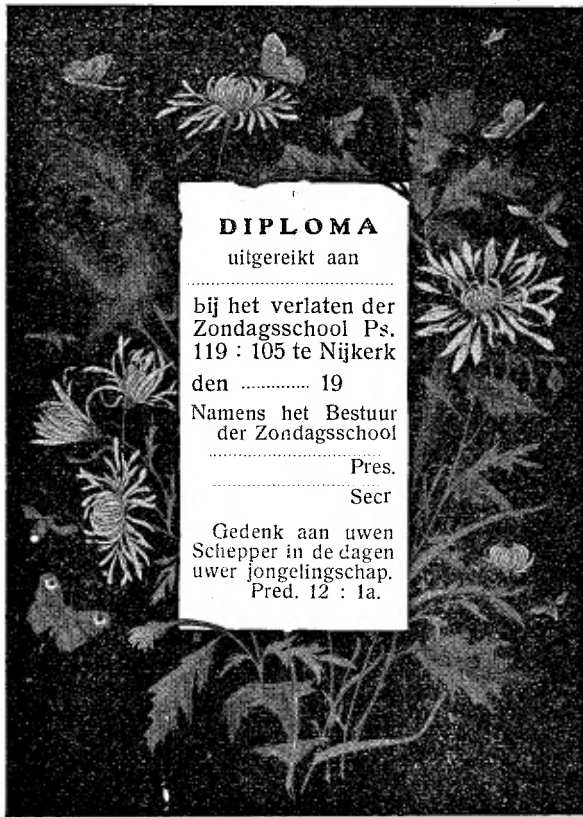 DIPLOMA
uitgereikt aan
........................................
bij het verlaten der
Zondagsschool Ps.
119 : 105 te Nijkerk
den .............. 19
Namens het Bestuur
der Zondagsschool
........................................
Pres.
........................................
Secr
Gedenk aan uwen
Schepper in de dagen
uwer jongelingschap.
Pred. 12 : 1a.